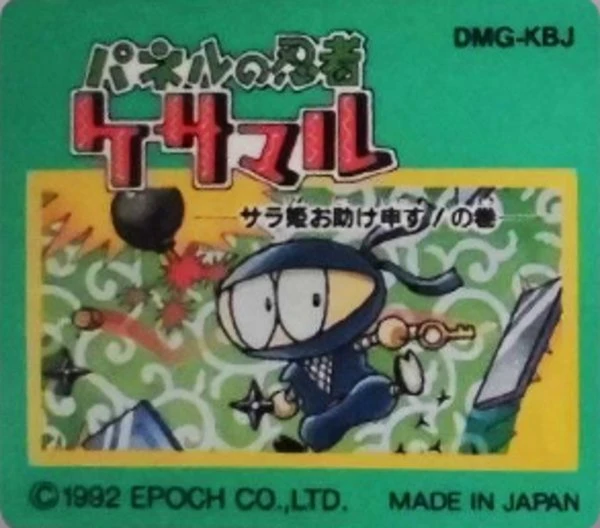 DMG-KBJ
パネルの忍者
ケサマル
サラ姫お助け申す!の巻
©1992 EPOCH CO.,LTD.
MADE IN JAPAN